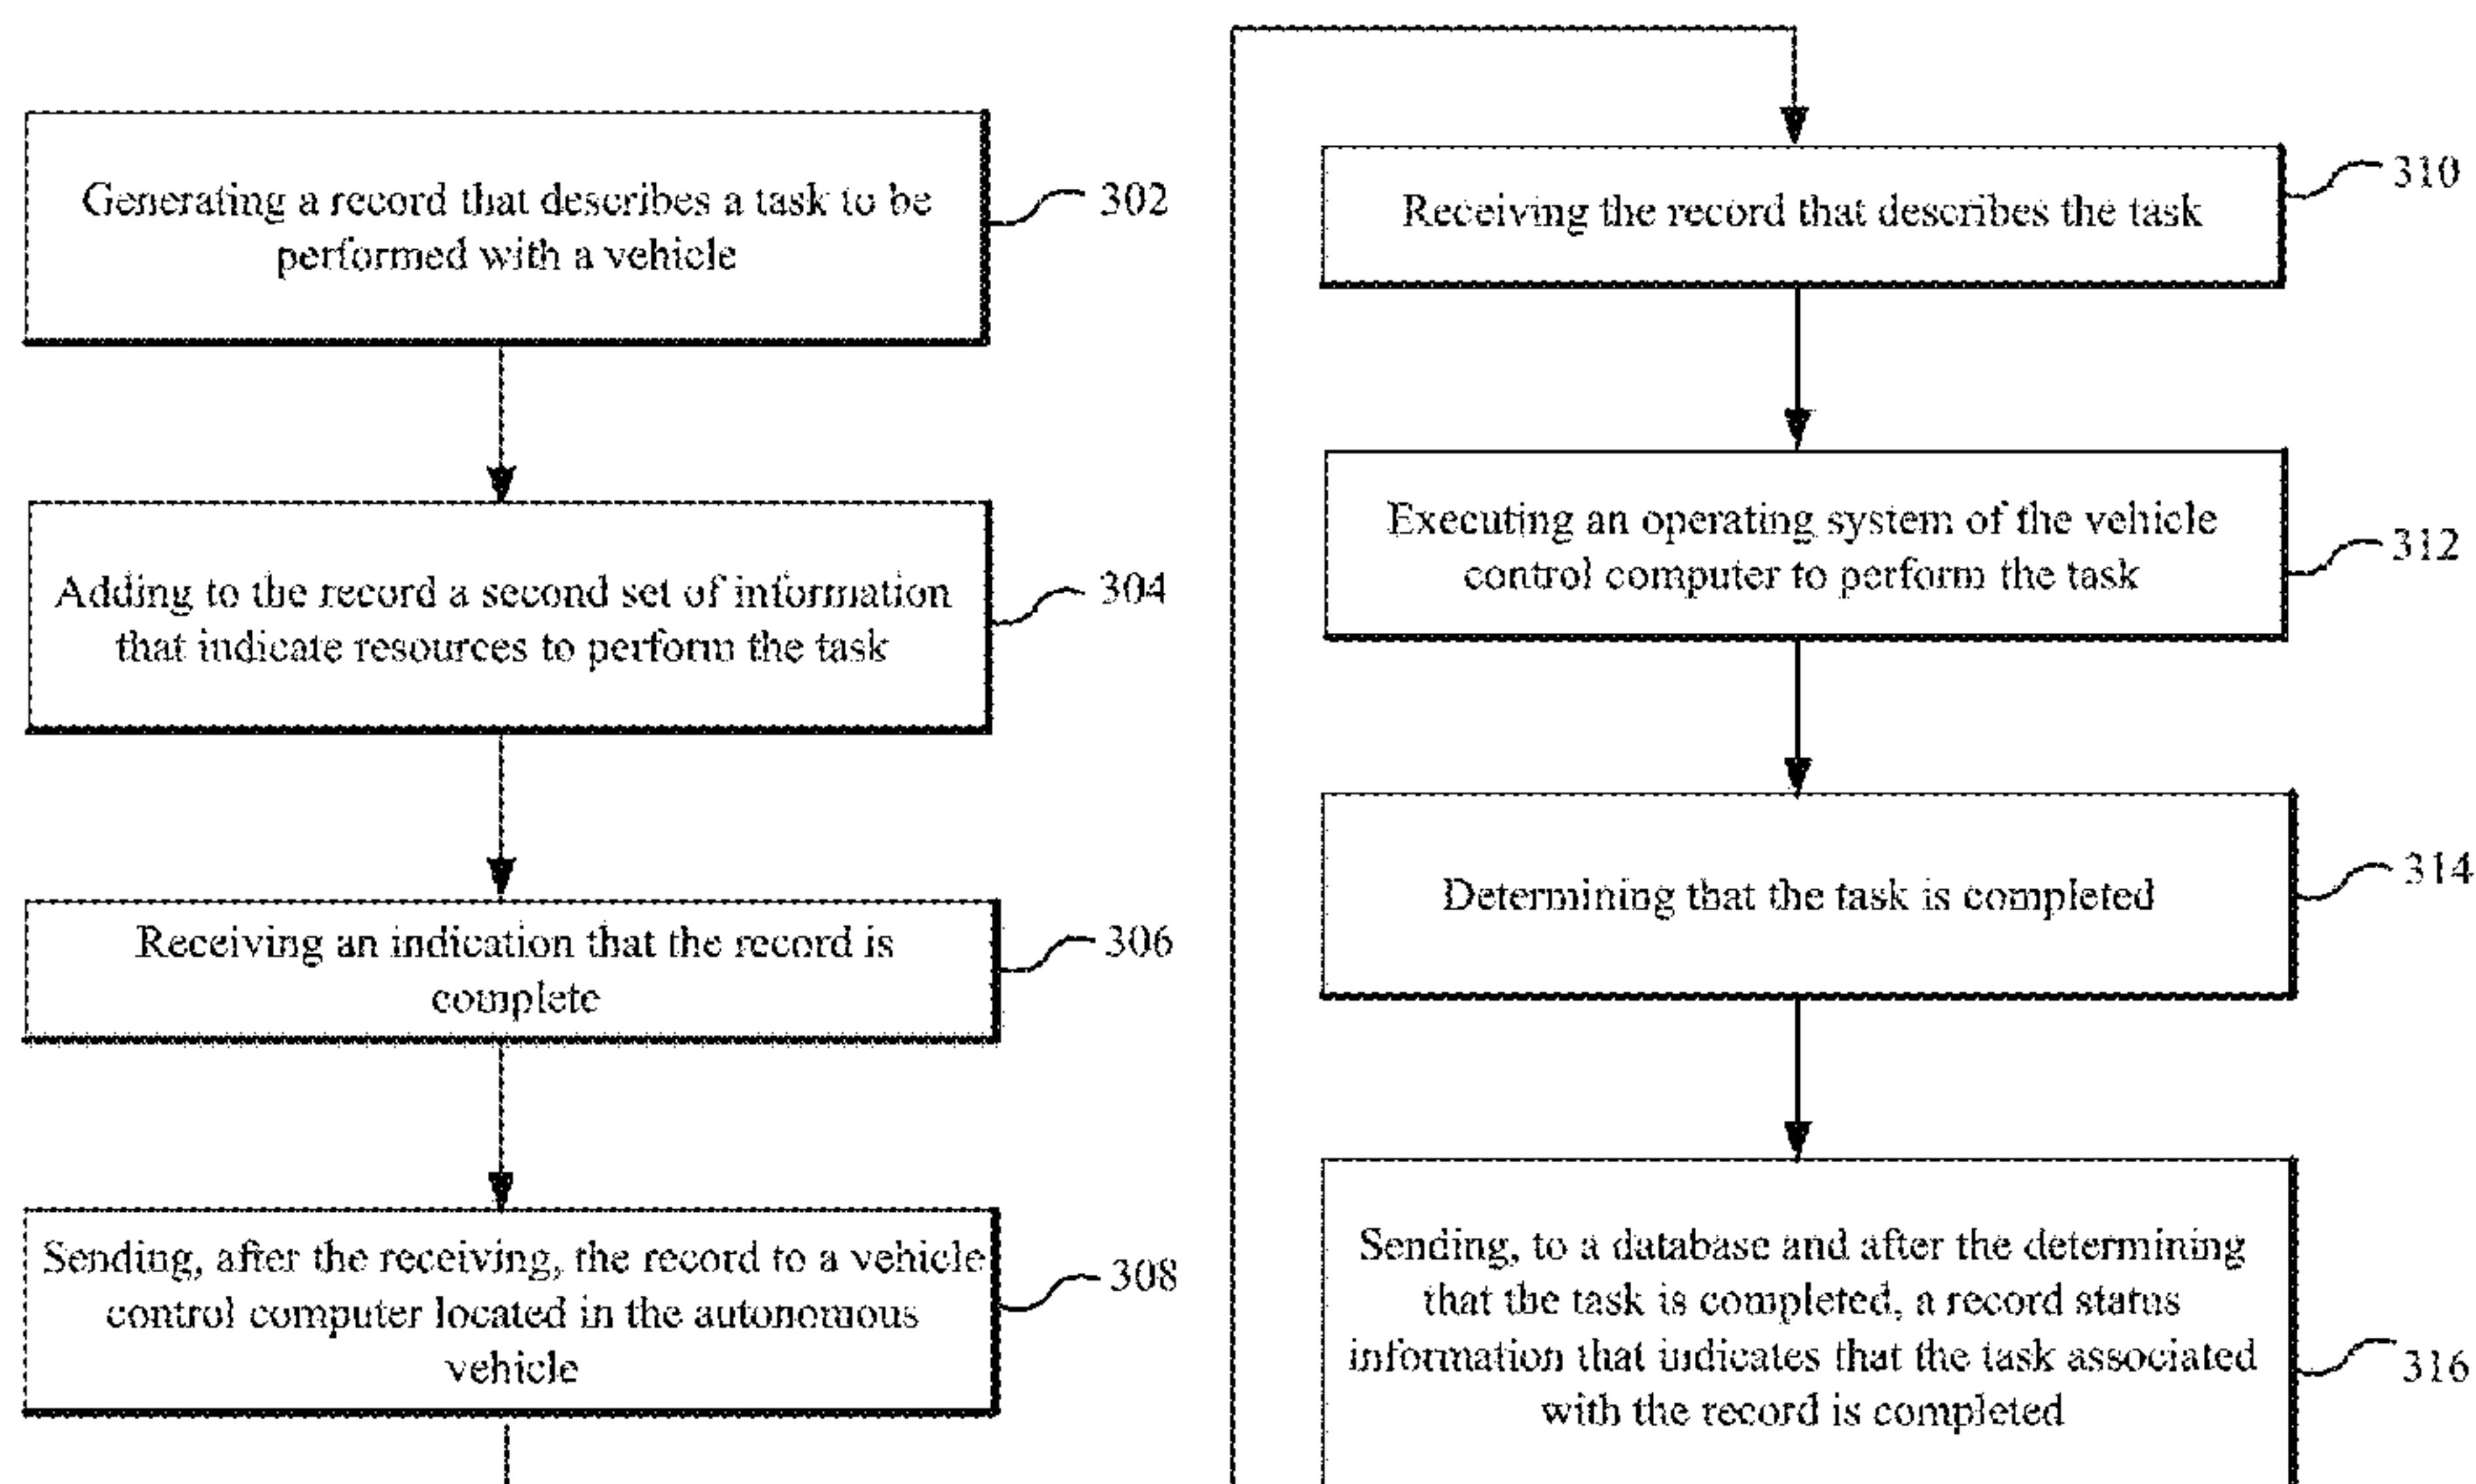 Generating a record that describes a task to be
performed with a vehicle
302
Adding to the record a second set of information
that indicate resources to perform the task
304
Receiving an indication that the record is
complete
306
Sending, after the receiving, the record to a vehicle
control computer located in the autonomous
vehicle
308
Receiving the record that describes the task
310
Executing an operating system of the vehicle
control computer to perform the task
312
Determining that the task is completed
314
Sending, to a database and after the determining
that the task is completed, a record status
information that indicates that the task associated
with the record is completed
316